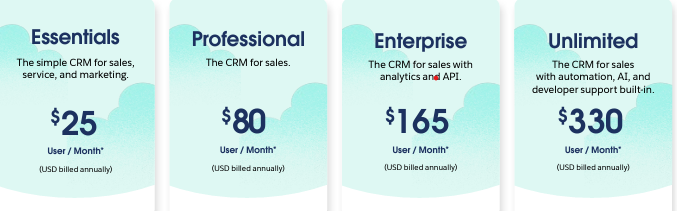 Essentials
The simple CRM for sales,
service, and marketing.
$25
User / Month*
(USD billed annually)
Professional
The CRM for sales.
$80
User / Month*
(USD billed annually)
Enterprise
The CRM for sales with
analytics and API.
$165
User / Month*
(USD billed annually)
Unlimited
The CRM for sales
with automation, AI, and
developer support built-in.
$330
User / Month*
(USD billed annually)